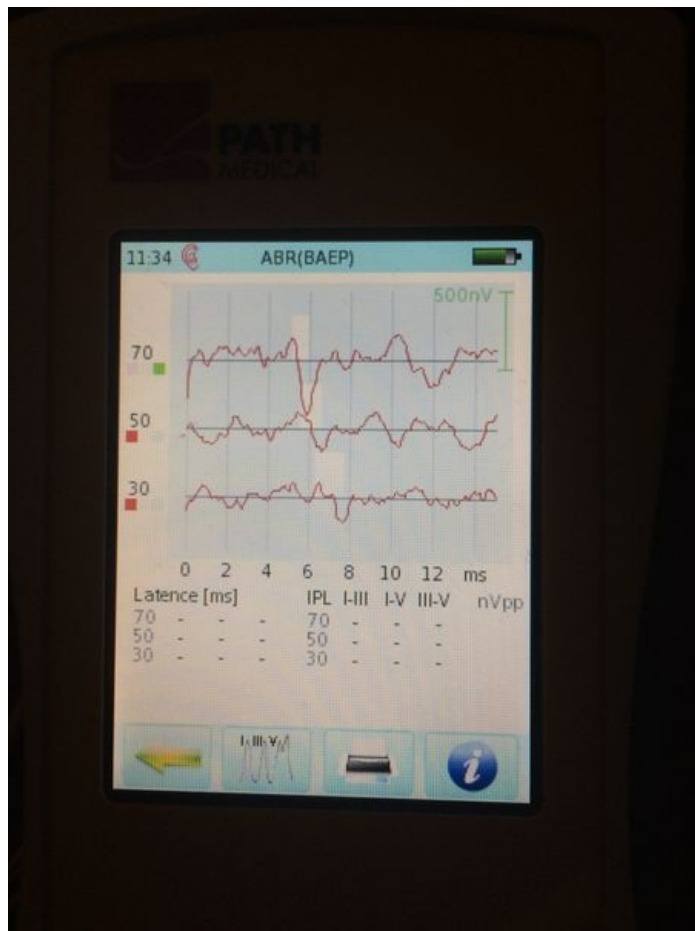 PATH
MEDICAL
11:34 ABR(BAEP)
500nV
70
50
30
0 2 4 6 8 10 12 ms
Latence [ms] IPL I-III I-V III-V nVpp
70 - - - 70 - - -
50 - - - 50 - - -
30 - - - 30 - - -
I III V
i